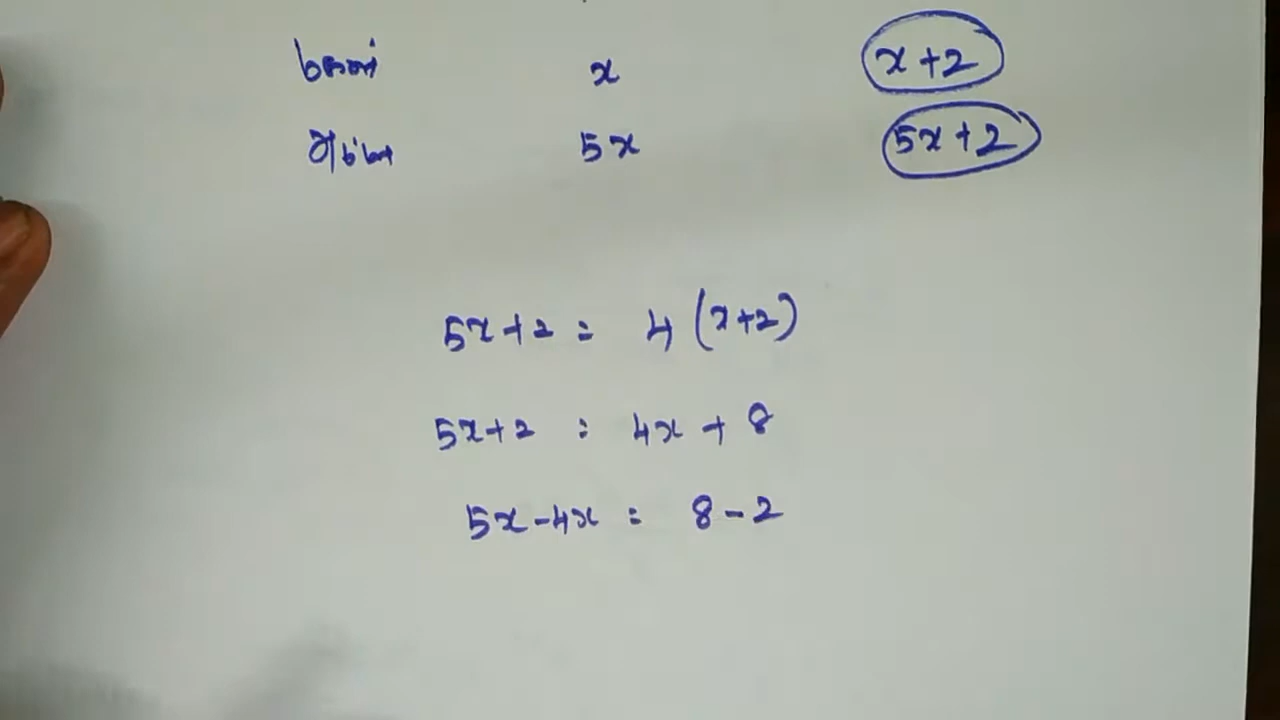 x x+2
5x 5x+2
5x+2 = 4(x+2)
5x+2 = 4x + 8
5x-4x = 8-2